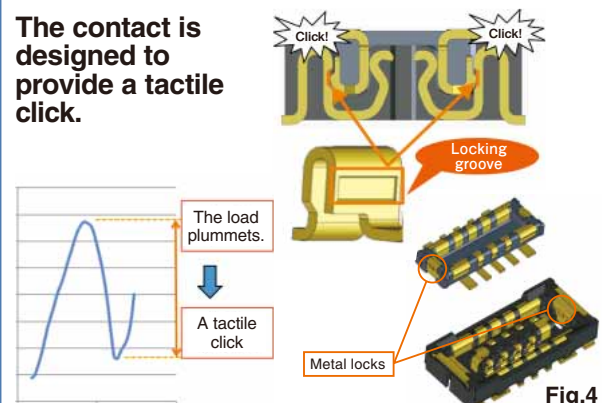 The contact is
designed to
provide a tactile
click.
Click!
Click!
Locking
groove
The load
plummets.
A tactile
click
Metal locks
Fig.4